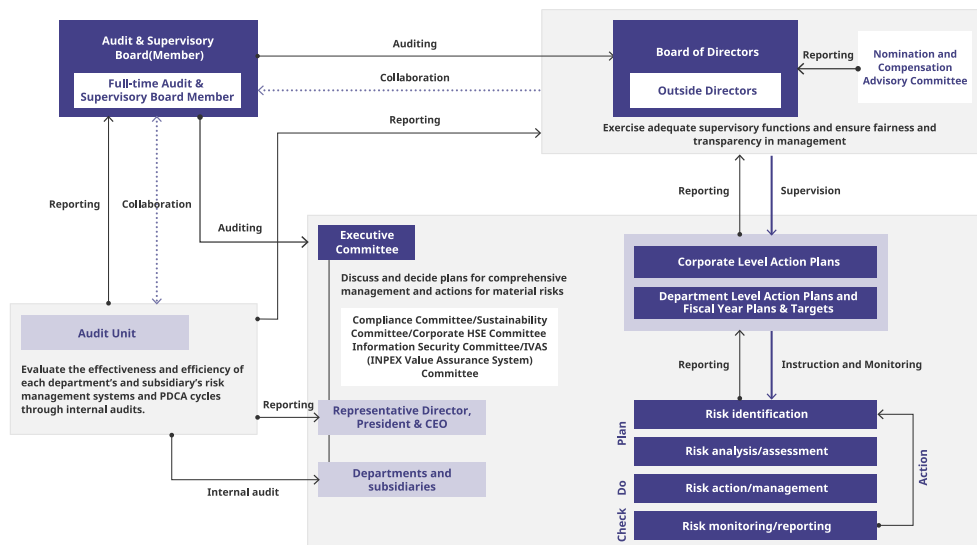 Audit & Supervisory
Board(Member)
Full-time Audit &
Supervisory Board Member
Auditing
Collaboration
Reporting
Board of Directors
Outside Directors
Reporting
Nomination and
Compensation
Advisory Committee
Exercise adequate supervisory functions and ensure fairness and
transparency in management
Reporting
Collaboration
Auditing
Reporting
Supervision
Executive
Committee
Discuss and decide plans for comprehensive
management and actions for material risks
Compliance Committee/Sustainability
Committee/Corporate HSE Committee
Information Security Committee/IVAS
(INPEX Value Assurance System)
Committee
Corporate Level Action Plans
Department Level Action Plans and
Fiscal Year Plans & Targets
Audit Unit
Evaluate the effectiveness and efficiency of
each department's and subsidiary's risk
management systems and PDCA cycles
through internal audits.
Reporting
Representative Director,
President & CEO
Internal audit
Departments and
subsidiaries
Reporting
Instruction and Monitoring
Plan
Risk identification
Risk analysis/assessment
Do
Risk action/management
Check
Risk monitoring/reporting
Action